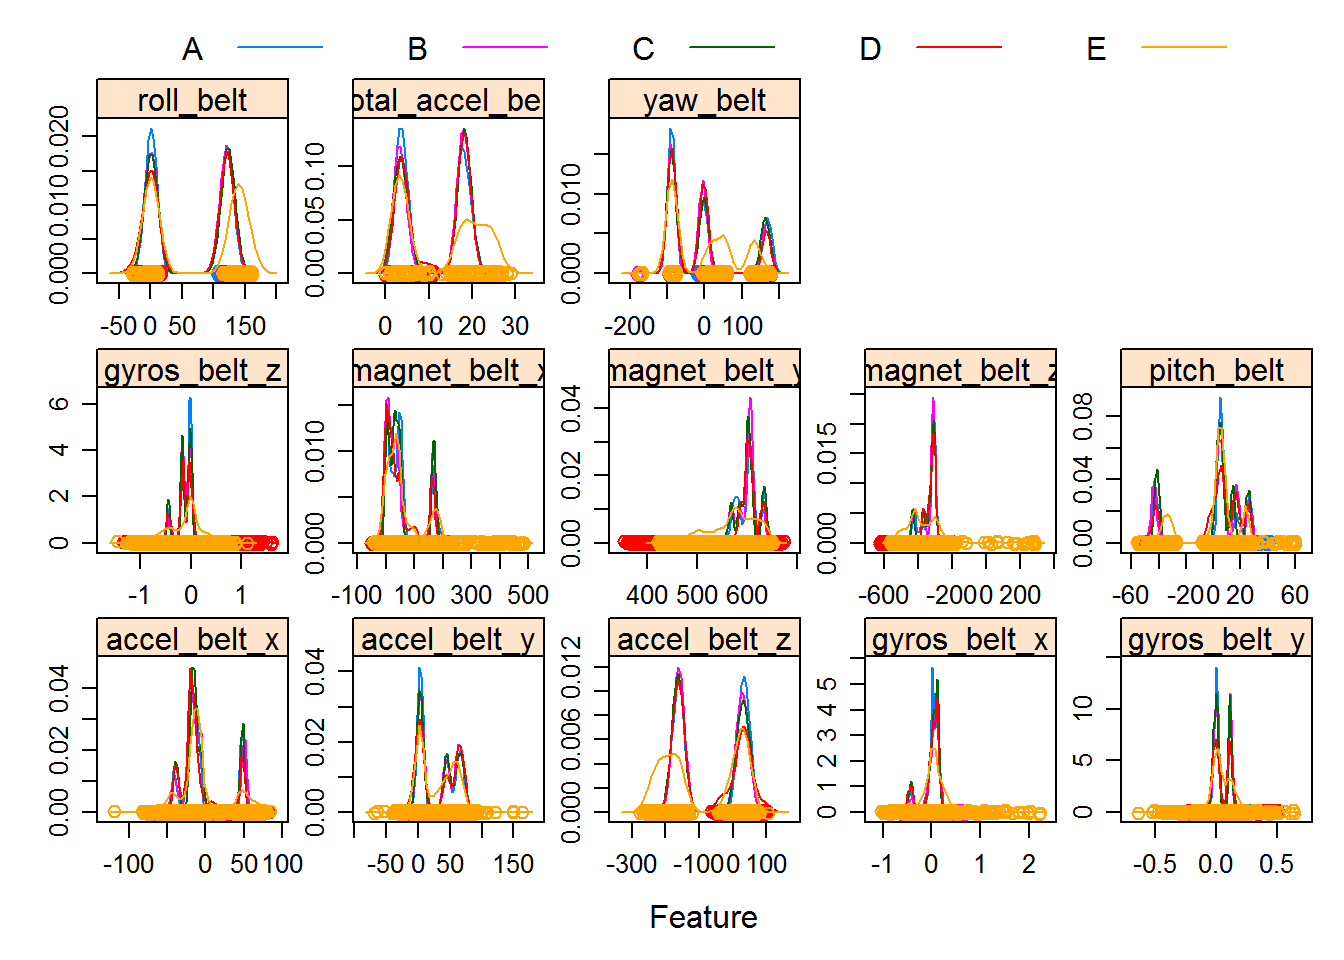 A B C D E
roll_belt otal_accel_be yaw_belt
0.000 0.010 0.020
0.00 0.05 0.10
0.000 0.010
-50 0 50 150
0 10 20 30
-200 0 100
gyros_belt_z magnet_belt_x magnet_belt_y magnet_belt_z pitch_belt
0 2 4 6
0.000 0.010
0.00 0.02 0.04
0.000 0.015
0.00 0.04 0.08
-1 0 1
-100 100 300 500
400 500 600
-600 -200 0 200
-60 -20 0 20 60
accel_belt_x accel_belt_y accel_belt_z gyros_belt_x gyros_belt_y
0.00 0.02 0.04
0.00 0.02 0.04
0.000 0.006 0.012
0 1 2 3 4 5
0 5 10
-100 0 50 100
-50 0 50 150
-300 -100 0 100
-1 0 1 2
-0.5 0.0 0.5
Feature